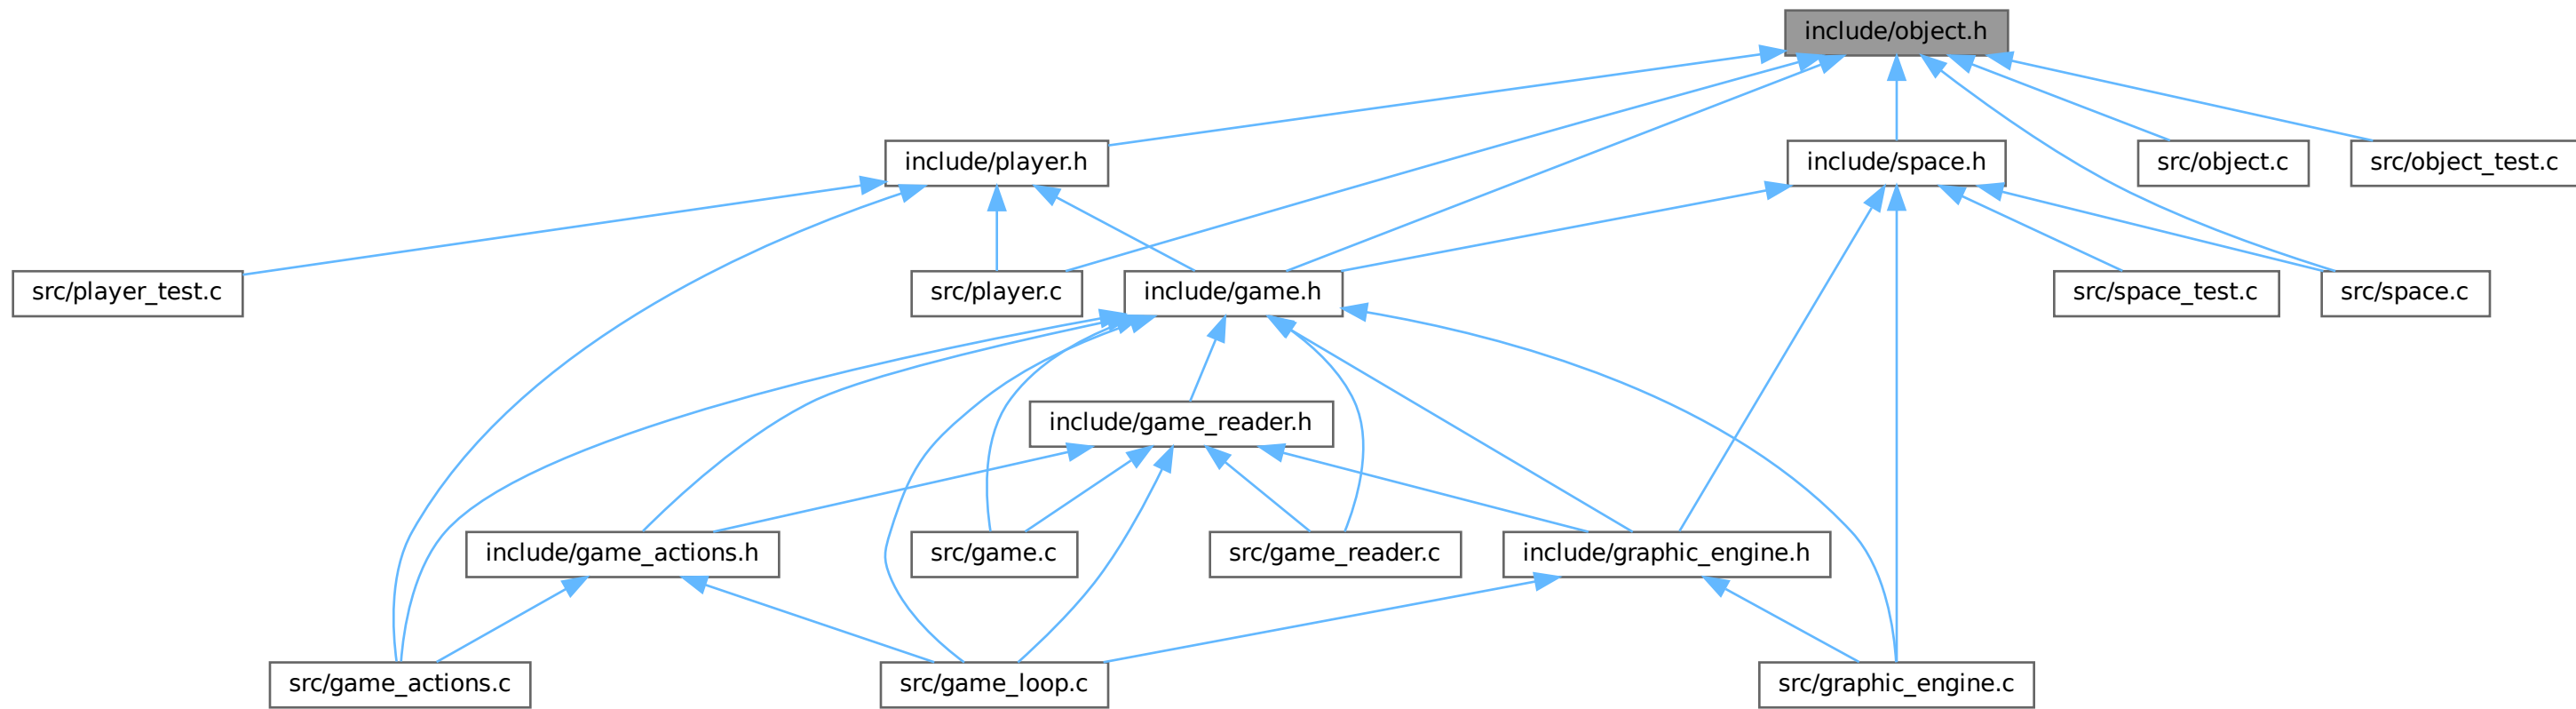 include/object.h
include/player.h
include/space.h
src/object.c
src/object_test.c
src/player_test.c
src/player.c
include/game.h
src/space_test.c
src/space.c
include/game_reader.h
include/game_actions.h
src/game.c
src/game_reader.c
include/graphic_engine.h
src/game_actions.c
src/game_loop.c
src/graphic_engine.c